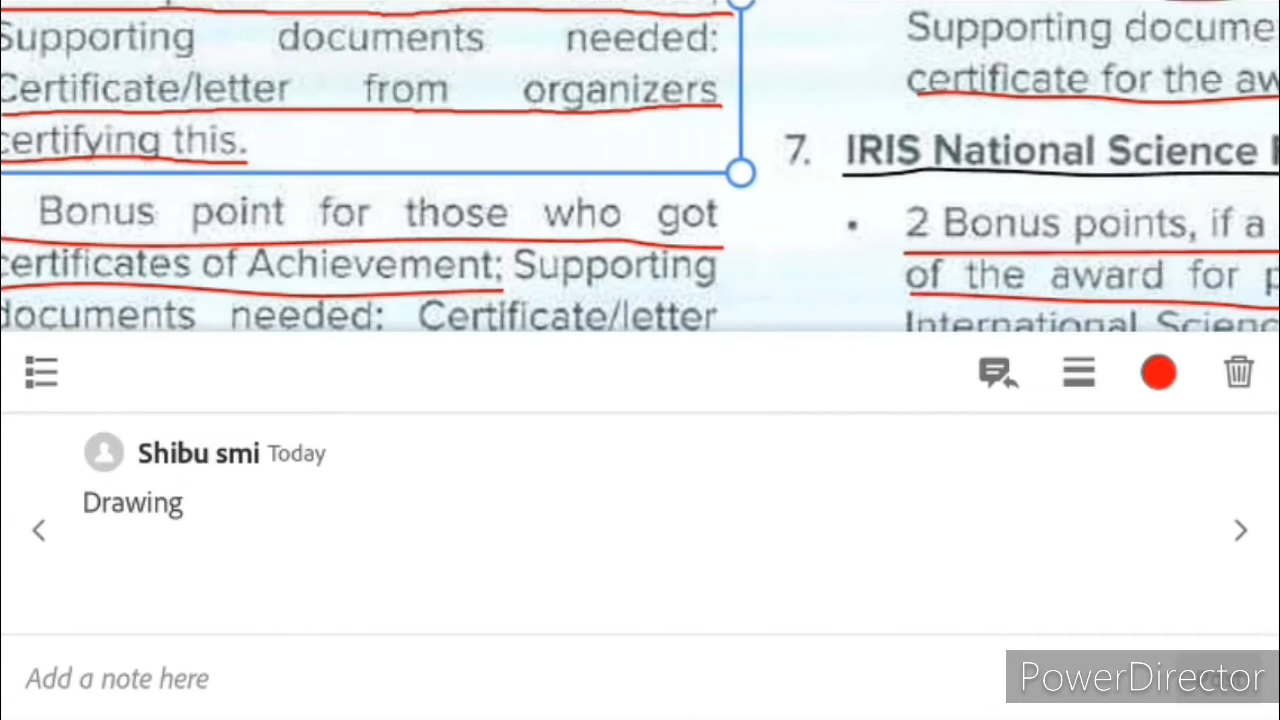 Supporting documents needed:
Certificate/letter from organizers
certifying this.
Bonus point for those who got
certificates of Achievement; Supporting
documents needed: Certificate/letter
Supporting docume
certificate for the aw
7. IRIS National Science
• 2 Bonus points, if a
of the award for p
International Scienc
Shibu smi Today
Drawing
Add a note here
PowerDirector